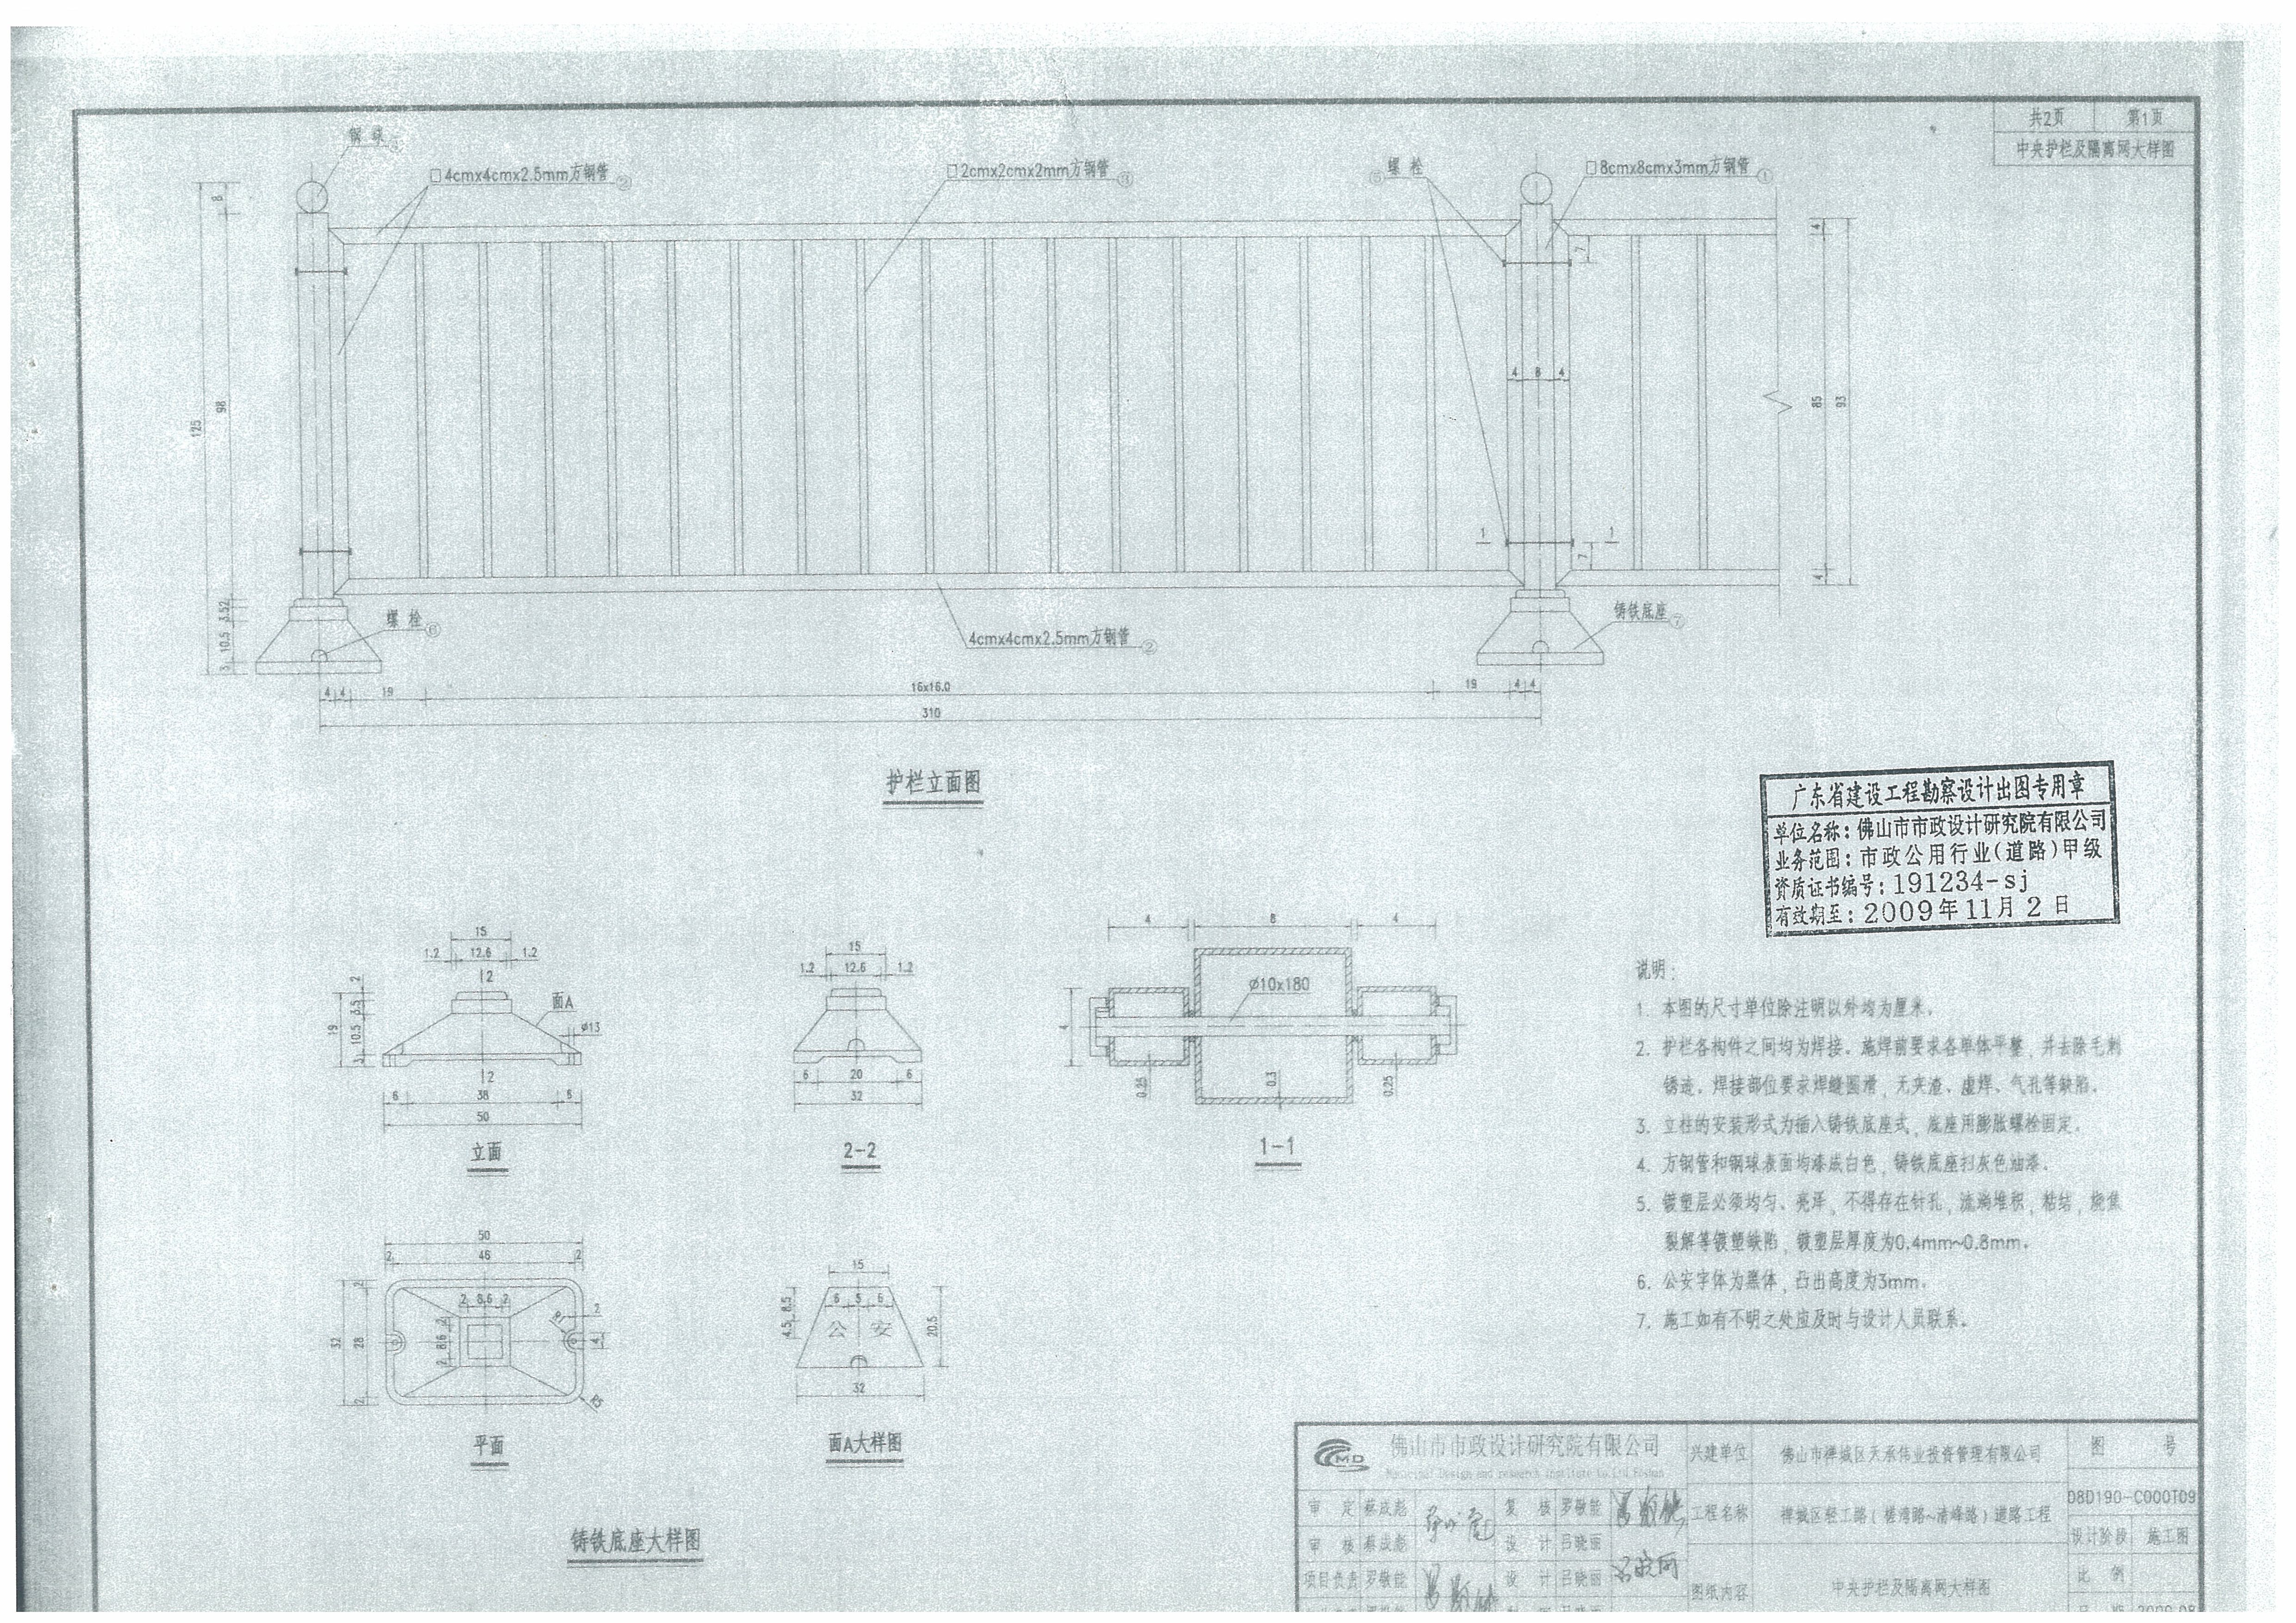 共2页 第1页
中央护栏及隔离网大样图
钢 球
□4cmx4cmx2.5mm方钢管②
□2cmx2cmx2mm方钢管③
⑤螺 栓
□8cmx8cmx3mm方钢管①
8
98
125
3.52
10.5
3
螺 栓⑥
4cmx4cmx2.5mm方钢管②
铸铁底座⑦
7
4 8 4
1 1
7
4
85
93
4
4 4 19 16x16.0 19 4 4
310
护栏立面图
广东省建设工程勘察设计出图专用章
单位名称:佛山市市政设计研究院有限公司
业务范围:市政公用行业(道路)甲级
资质证书编号:191234-sj
有效期至:2009年11月2日
15
1.2 12.6 1.2
2
面A
ø13
19
2
3.5
10.5
3
2
6 38 6
50
立面
15
1.2 12.6 1.2
6 20 6
32
2-2
4 8 4
ø10x180
4
0.25 0.3 0.25
1-1
说明:
1. 本图的尺寸单位除注明以外均为厘米。
2. 护栏各构件之间均为焊接。施焊前要求各单体平整,并去除毛刺
锈渣。焊接部位要求焊缝圆滑,无夹渣、虚焊、气孔等缺陷。
3. 立柱的安装形式为插入铸铁底座式,底座用膨胀螺栓固定。
4. 方钢管和钢球表面均漆成白色,铸铁底座扫灰色油漆。
5. 镀塑层必须均匀、亮泽,不得存在针孔,流淌堆积,粘结,烧焦
裂解等镀塑缺陷,镀塑层厚度为0.4mm~0.8mm。
6. 公安字体为黑体,凸出高度为3mm。
7. 施工如有不明之处应及时与设计人员联系。
50
2 46 2
2 8.6 2
2
8.6
2
32
2
28
2
R1
2
4
R5
平面
15
6 5 6
公 安
4.5 8.5
20.5
32
面A大样图
铸铁底座大样图
CMD
佛山市市政设计研究院有限公司
Municipal Design and research Institute Co.Ltd Foshan
兴建单位 佛山市禅城区天承伟业投资管理有限公司
图 号
审 定 蔡成彪 复 核 罗敏能
工程名称 禅城区轻工路(槎湾路~清峰路)道路工程
08D190-C000T09
审 核 蔡成彪 设 计 吕晓丽
设计阶段 施工图
项目负责 罗敏能 设 计 吕晓丽
图纸内容 中央护栏及隔离网大样图
比 例